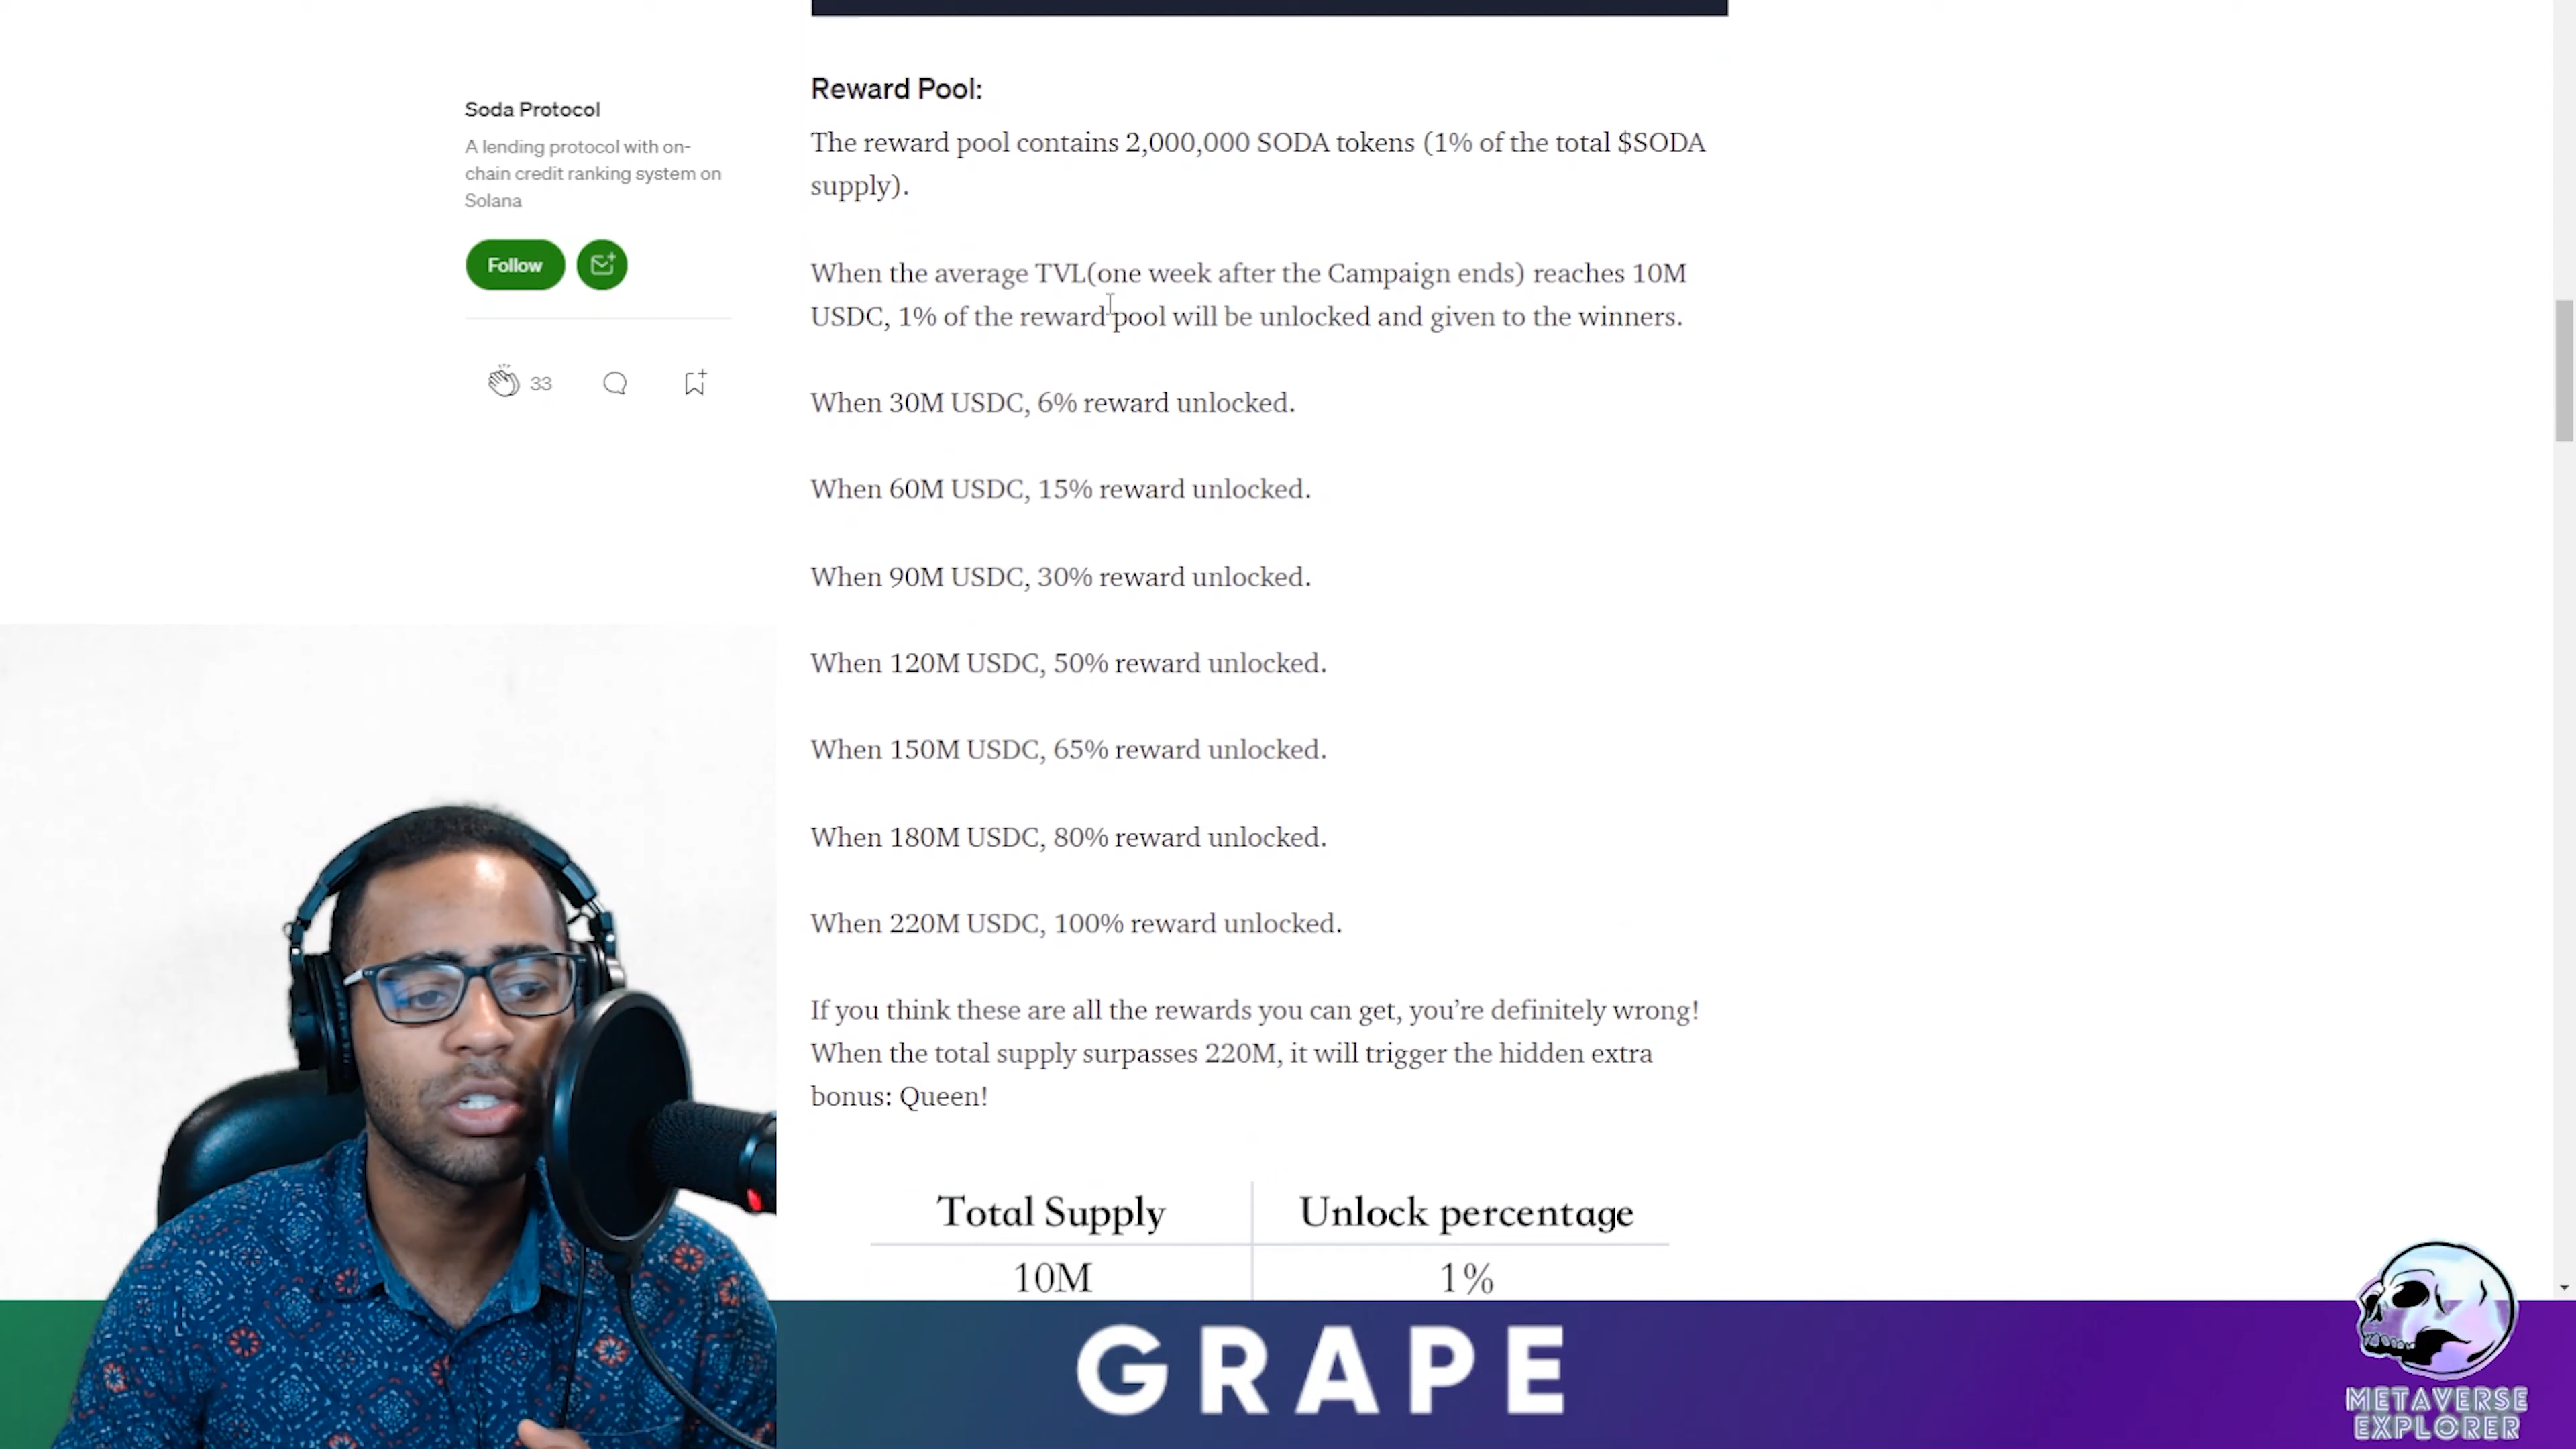 Soda Protocol
A lending protocol with on-
chain credit ranking system on
Solana
Follow
33
Reward Pool:
The reward pool contains 2,000,000 SODA tokens (1% of the total $SODA
supply).
When the average TVL(one week after the Campaign ends) reaches 10M
USDC, 1% of the reward pool will be unlocked and given to the winners.
When 30M USDC, 6% reward unlocked.
When 60M USDC, 15% reward unlocked.
When 90M USDC, 30% reward unlocked.
When 120M USDC, 50% reward unlocked.
When 150M USDC, 65% reward unlocked.
When 180M USDC, 80% reward unlocked.
When 220M USDC, 100% reward unlocked.
If you think these are all the rewards you can get, you’re definitely wrong!
When the total supply surpasses 220M, it will trigger the hidden extra
bonus: Queen!
Total Supply Unlock percentage
10M 1%
GRAPE
METAVERSE
EXPLORER